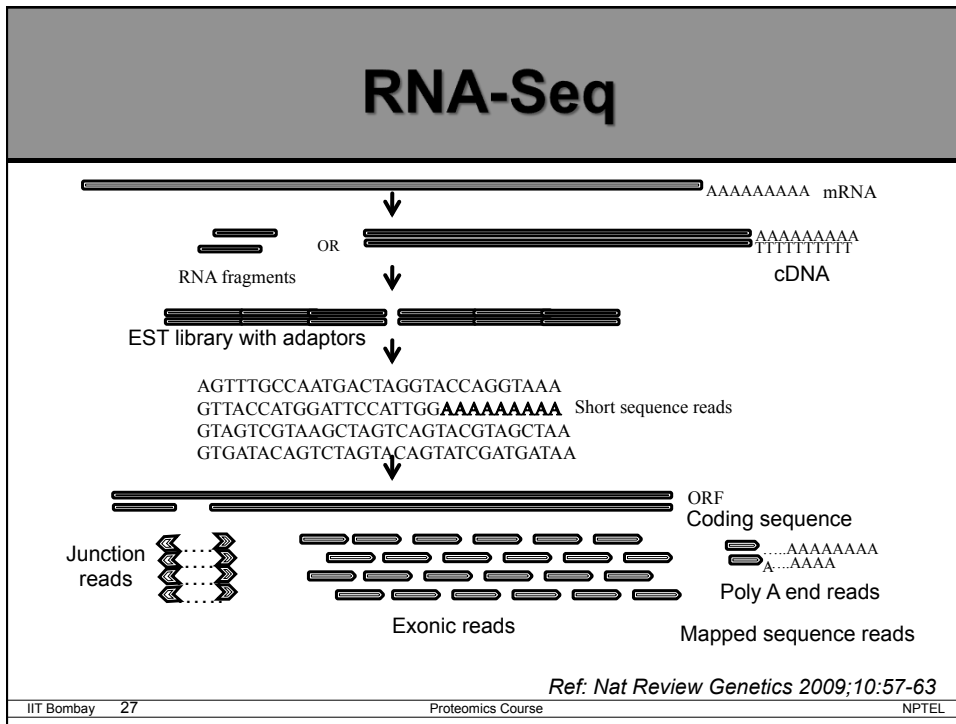 RNA-Seq
AAAAAAAAA mRNA
OR
AAAAAAAAA
TTTTTTTTTT
RNA fragments
cDNA
EST library with adaptors
AGTTTGCCAATGACTAGGTACCAGGTAAA
GTTACCATGGATTCCATTGGAAAAAAAAA Short sequence reads
GTAGTCGTAAGCTAGTCAGTACGTAGCTAA
GTGATACAGTCTAGTACAGTATCGATGATAA
ORF
Coding sequence
Junction
reads
.....AAAAAAAA
A....AAAA
Poly A end reads
Exonic reads
Mapped sequence reads
Ref: Nat Review Genetics 2009;10:57-63
IIT Bombay 27 Proteomics Course NPTEL